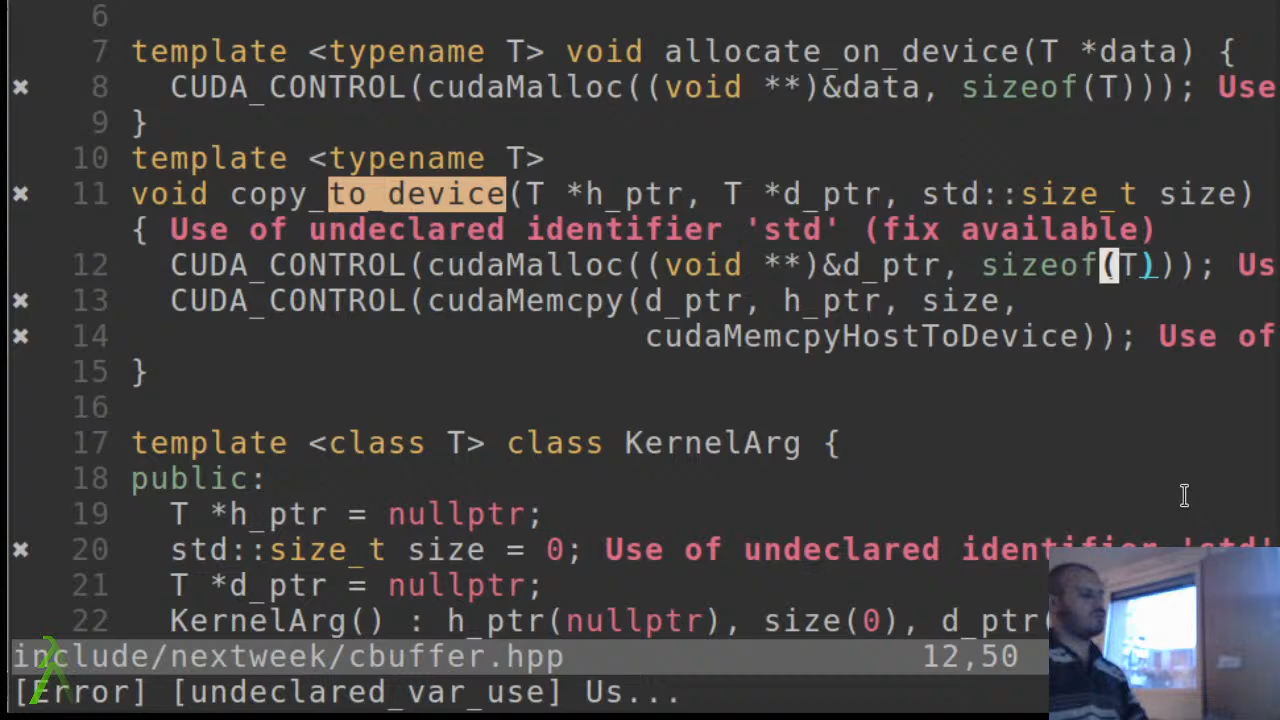 6
7 template <typename T> void allocate_on_device(T *data) {
✖ 8 CUDA_CONTROL(cudaMalloc((void **)&data, sizeof(T))); Use
9 }
10 template <typename T>
✖ 11 void copy_to_device(T *h_ptr, T *d_ptr, std::size_t size)
{ Use of undeclared identifier 'std' (fix available)
12 CUDA_CONTROL(cudaMalloc((void **)&d_ptr, sizeof(T))); Us
✖ 13 CUDA_CONTROL(cudaMemcpy(d_ptr, h_ptr, size,
✖ 14 cudaMemcpyHostToDevice)); Use of
15 }
16
17 template <class T> class KernelArg {
18 public:
19 T *h_ptr = nullptr;
✖ 20 std::size_t size = 0; Use of undeclared identifier 'std'
21 T *d_ptr = nullptr;
22 KernelArg() : h_ptr(nullptr), size(0), d_ptr(
include/nextweek/cbuffer.hpp 12,50
[Error] [undeclared_var_use] Us...
λ